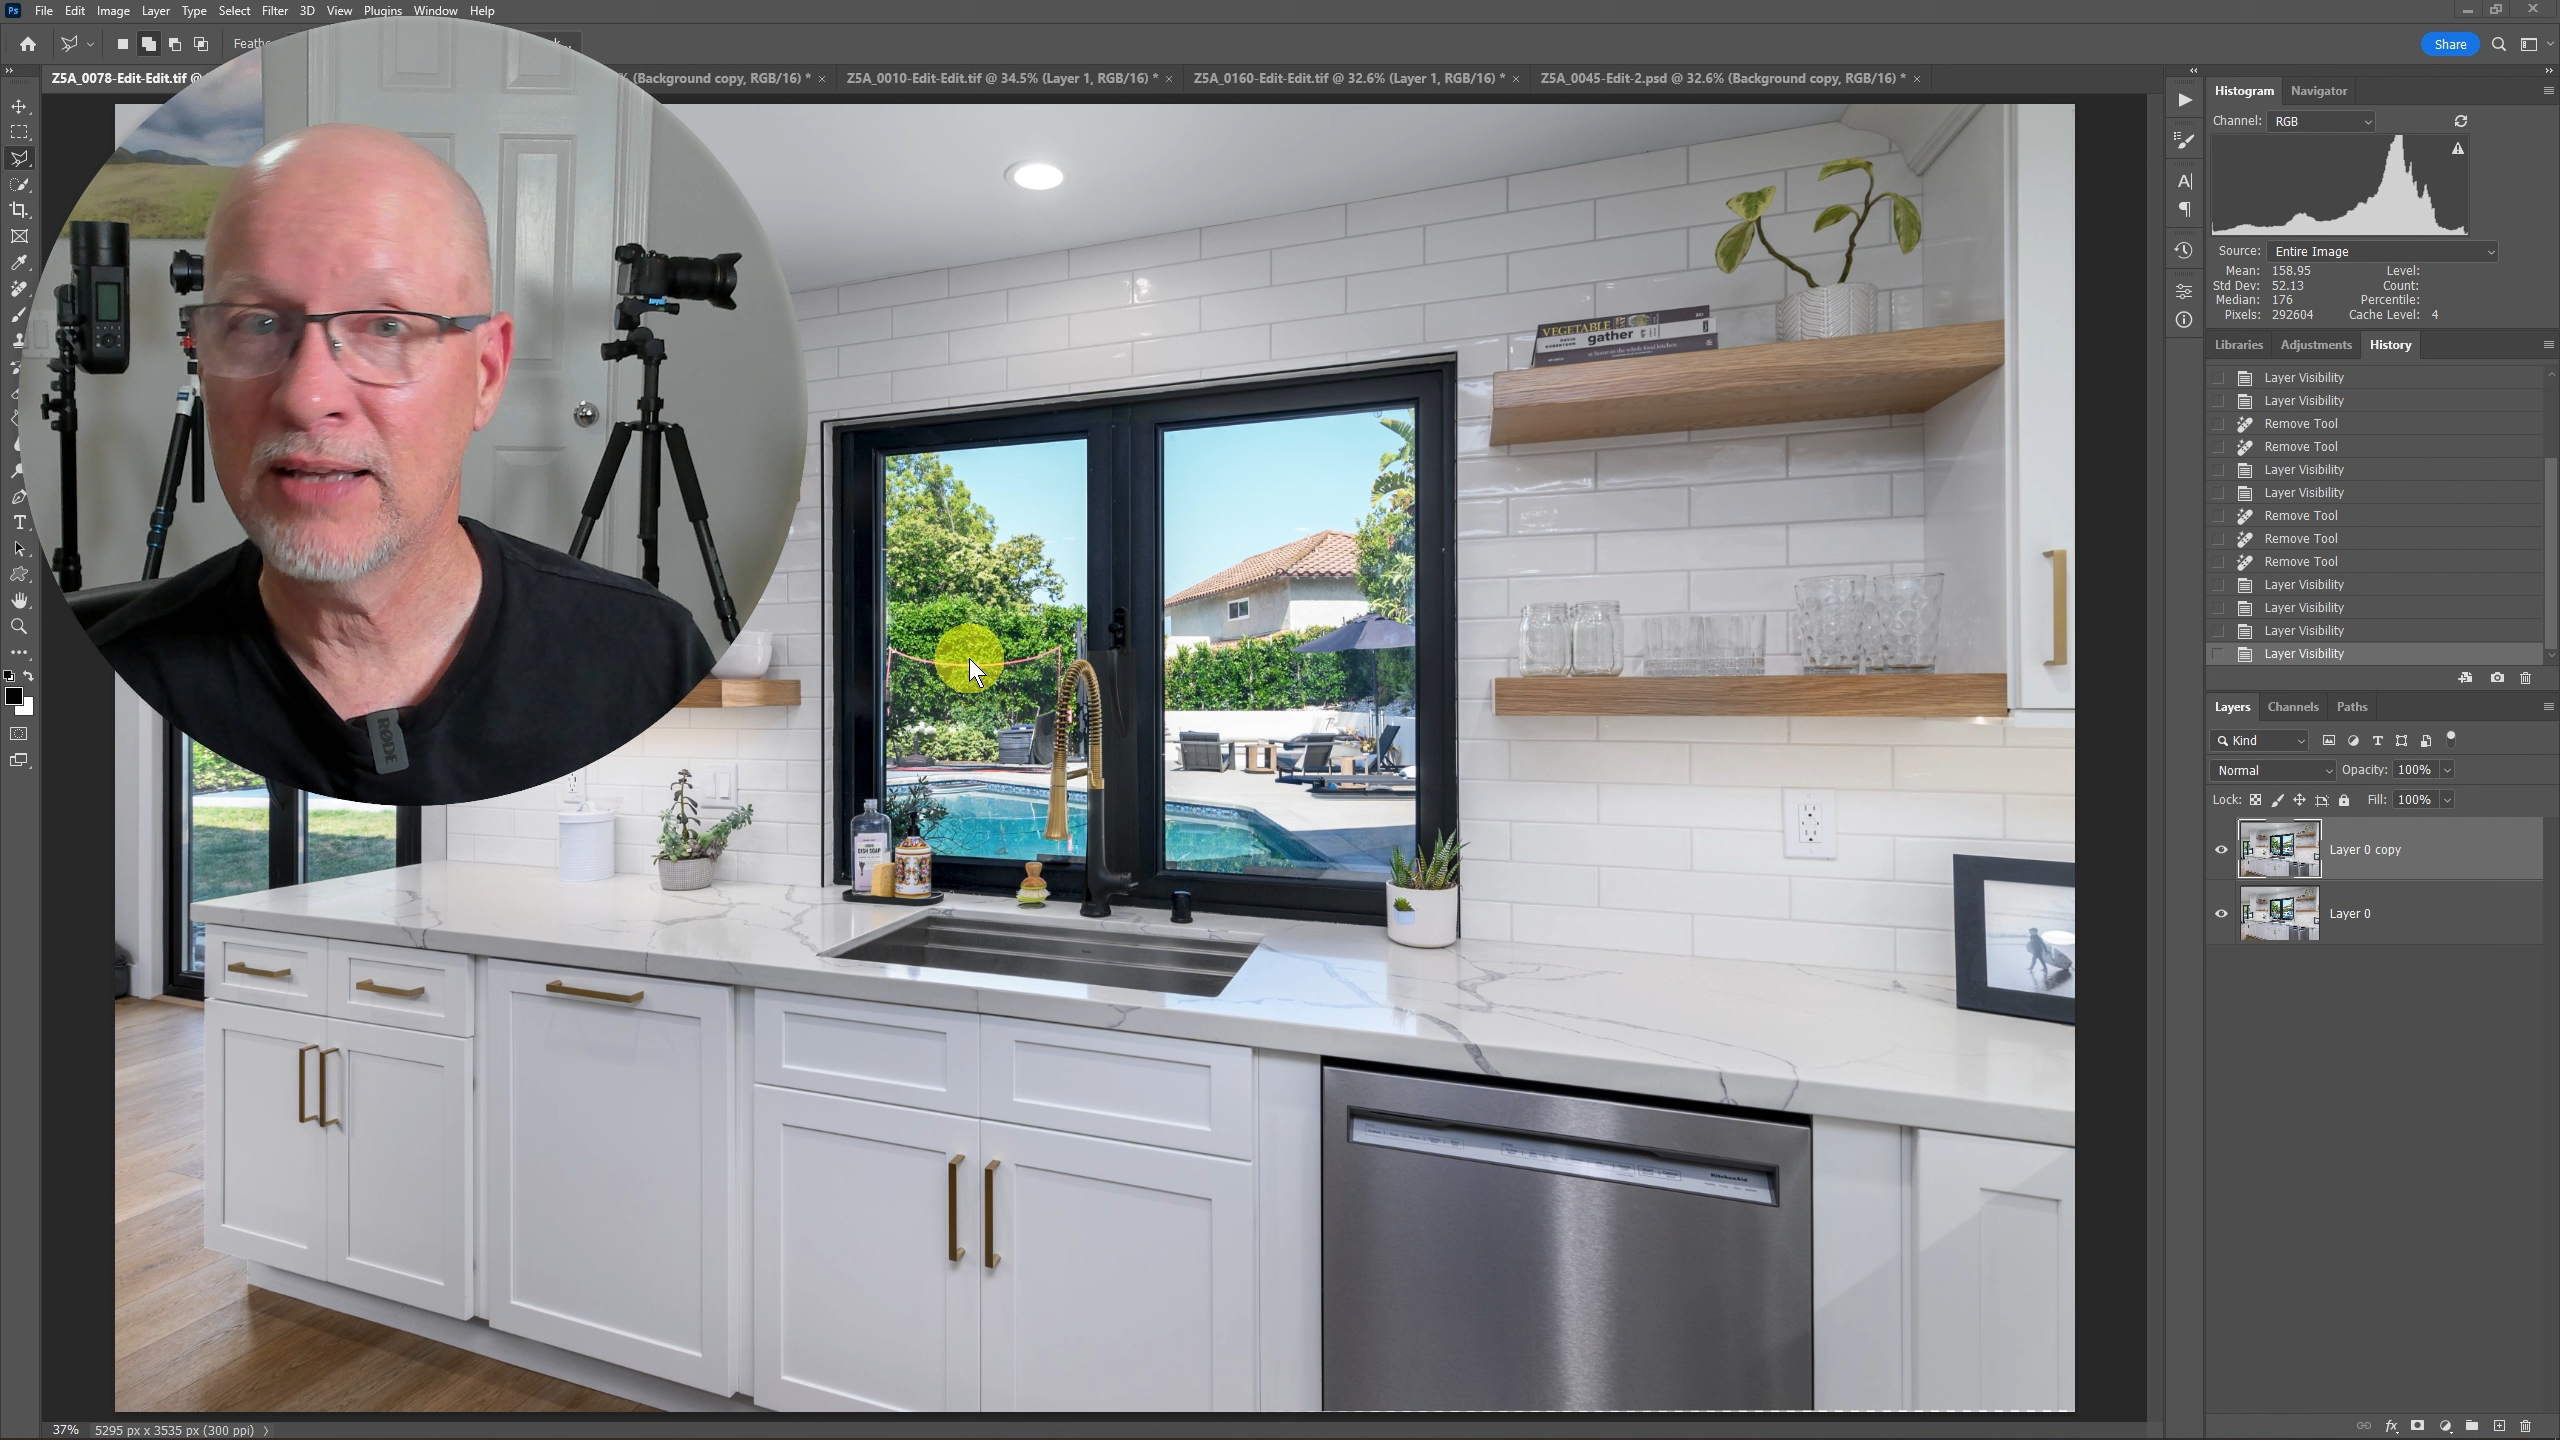 Ps File Edit Image Layer Type Select Filter 3D View Plugins Window Help
Share
Z5A_0078-Edit-Edit.tif @
% (Background copy, RGB/16) * ×
Z5A_0010-Edit-Edit.tif @ 34.5% (Layer 1, RGB/16) * ×
Z5A_0160-Edit-Edit.tif @ 32.6% (Layer 1, RGB/16) * ×
Z5A_0045-Edit-2.psd @ 32.6% (Background copy, RGB/16) * ×
Histogram Navigator
Channel: RGB
Source: Entire Image
Mean: 158.95 Level:
Std Dev: 52.13 Count:
Median: 176 Percentile:
Pixels: 292604 Cache Level: 4
Libraries Adjustments History
Layer Visibility
Layer Visibility
Remove Tool
Remove Tool
Layer Visibility
Layer Visibility
Remove Tool
Remove Tool
Remove Tool
Layer Visibility
Layer Visibility
Layer Visibility
Layer Visibility
Layers Channels Paths
Kind
Normal Opacity: 100%
Lock: Fill: 100%
Layer 0 copy
Layer 0
VEGETABLE
gather
RØDE
DISH SOAP
KitchenAid
37% 5295 px x 3535 px (300 ppi)